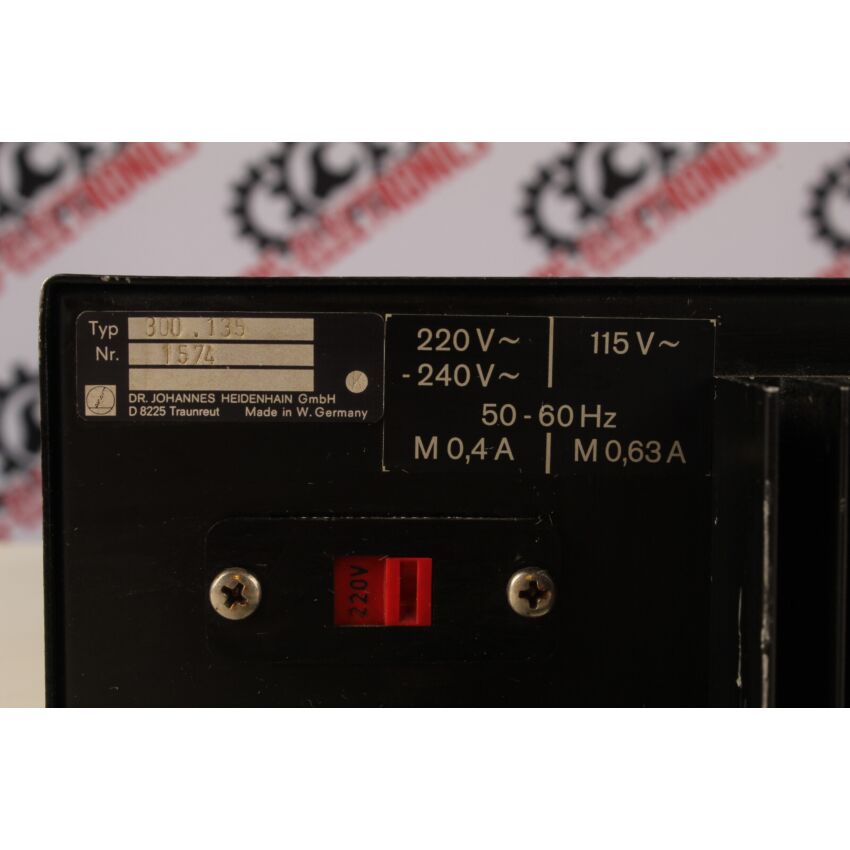 Typ 300.135
Nr. 1574
DR. JOHANNES HEIDENHAIN GmbH
D 8225 Traunreut Made in W. Germany
220 V~ 115 V~
-240 V~
50-60 Hz
M 0,4 A M 0,63 A
220V